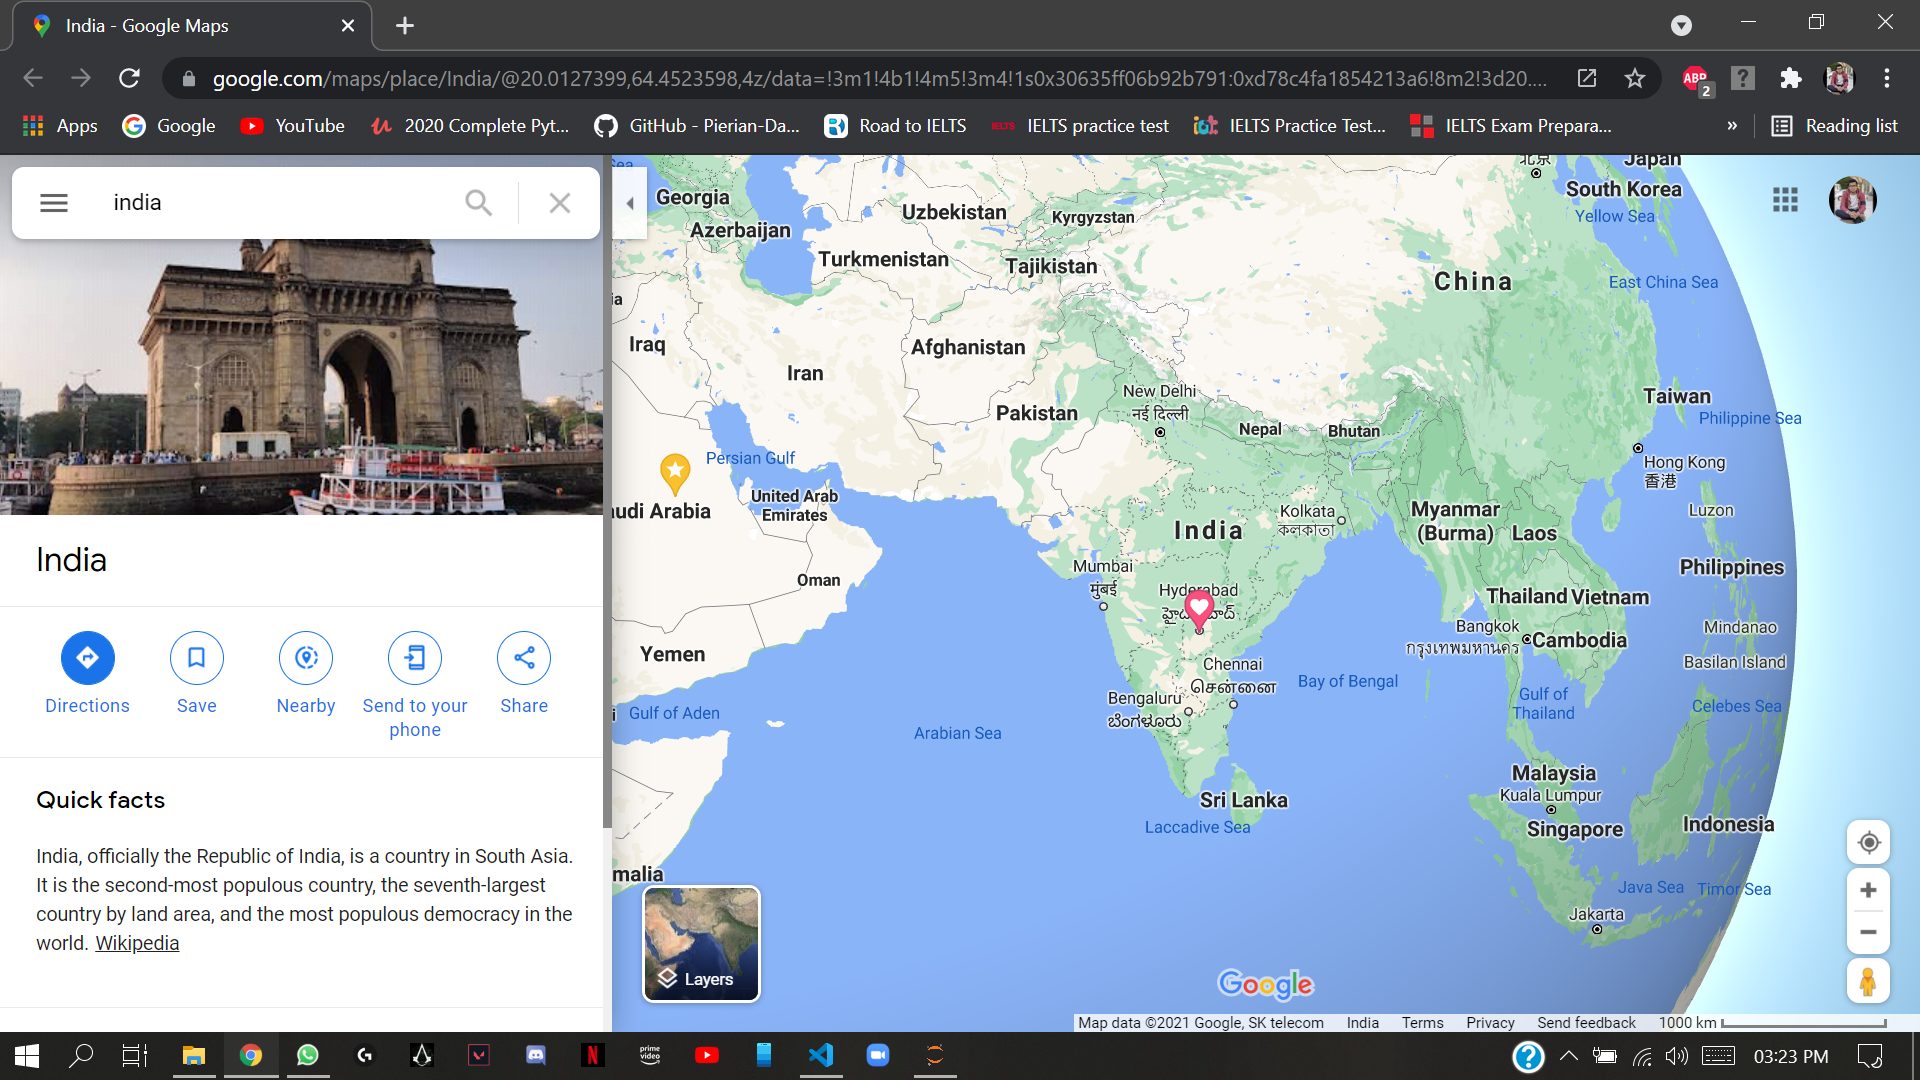 India - Google Maps
google.com/maps/place/India/@20.0127399,64.4523598,4z/data=!3m1!4b1!4m5!3m4!1s0x30635ff06b92b791:0xd78c4fa1854213a6!8m2!3d20....
ABP
2
Apps
Google
YouTube
2020 Complete Pyt...
GitHub - Pierian-Da...
Road to IELTS
IELTS practice test
IELTS Practice Test...
IELTS Exam Prepara...
»
Reading list
india
India
Directions
Save
Nearby
Send to your
phone
Share
Quick facts
India, officially the Republic of India, is a country in South Asia.
It is the second-most populous country, the seventh-largest
country by land area, and the most populous democracy in the
world. Wikipedia
Sea
Georgia
Azerbaijan
Uzbekistan
Kyrgyzstan
Turkmenistan
Tajikistan
北京
Japan
South Korea
Yellow Sea
China
East China Sea
ia
Iraq
Iran
Afghanistan
Pakistan
New Delhi
नई दिल्ली
Nepal
Bhutan
Taiwan
Philippine Sea
Hong Kong
香港
Persian Gulf
United Arab
Emirates
udi Arabia
Oman
Yemen
Gulf of Aden
Arabian Sea
India
Kolkata
কলকাতা
Mumbai
मुंबई
Hyderabad
Chennai
சென்னை
Bengaluru
ಬೆಂಗಳೂರು
Bay of Bengal
Sri Lanka
Laccadive Sea
Myanmar
(Burma)
Laos
Luzon
Philippines
Thailand
Vietnam
Bangkok
กรุงเทพมหานคร
Cambodia
Mindanao
Basilan Island
Gulf of
Thailand
Celebes Sea
Malaysia
Kuala Lumpur
Singapore
Indonesia
Java Sea
Timor Sea
Jakarta
malia
Layers
Google
Map data ©2021 Google, SK telecom
India
Terms
Privacy
Send feedback
1000 km
prime
video
03:23 PM